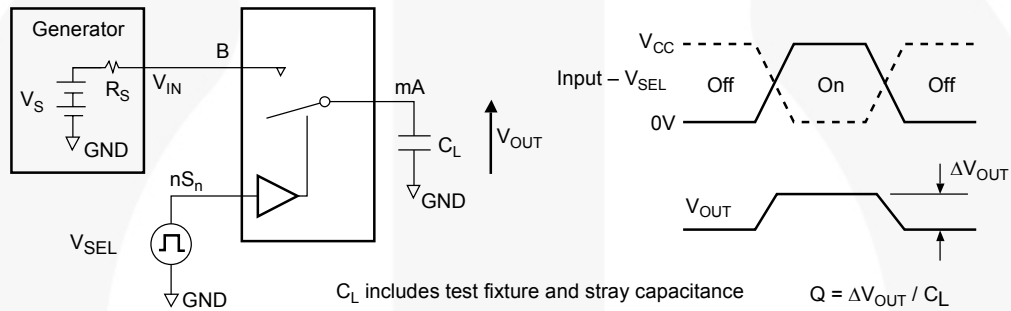 Generator
V_S
R_S
V_IN
GND
B
mA
C_L
GND
V_OUT
nS_n
V_SEL
GND
C_L includes test fixture and stray capacitance
V_CC
Input – V_SEL
0V
Off
On
Off
V_OUT
ΔV_OUT
Q = ΔV_OUT / C_L